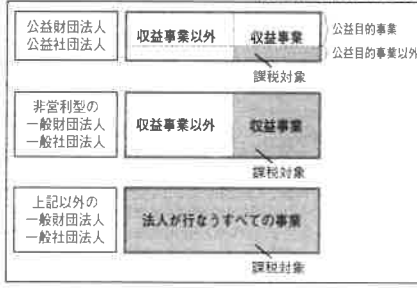 公益財団法人
公益社団法人
収益事業以外
収益事業
公益目的事業
公益目的事業以外
課税対象
非営利型の
一般財団法人
一般社団法人
収益事業以外
収益事業
課税対象
上記以外の
一般財団法人
一般社団法人
法人が行なうすべての事業
課税対象